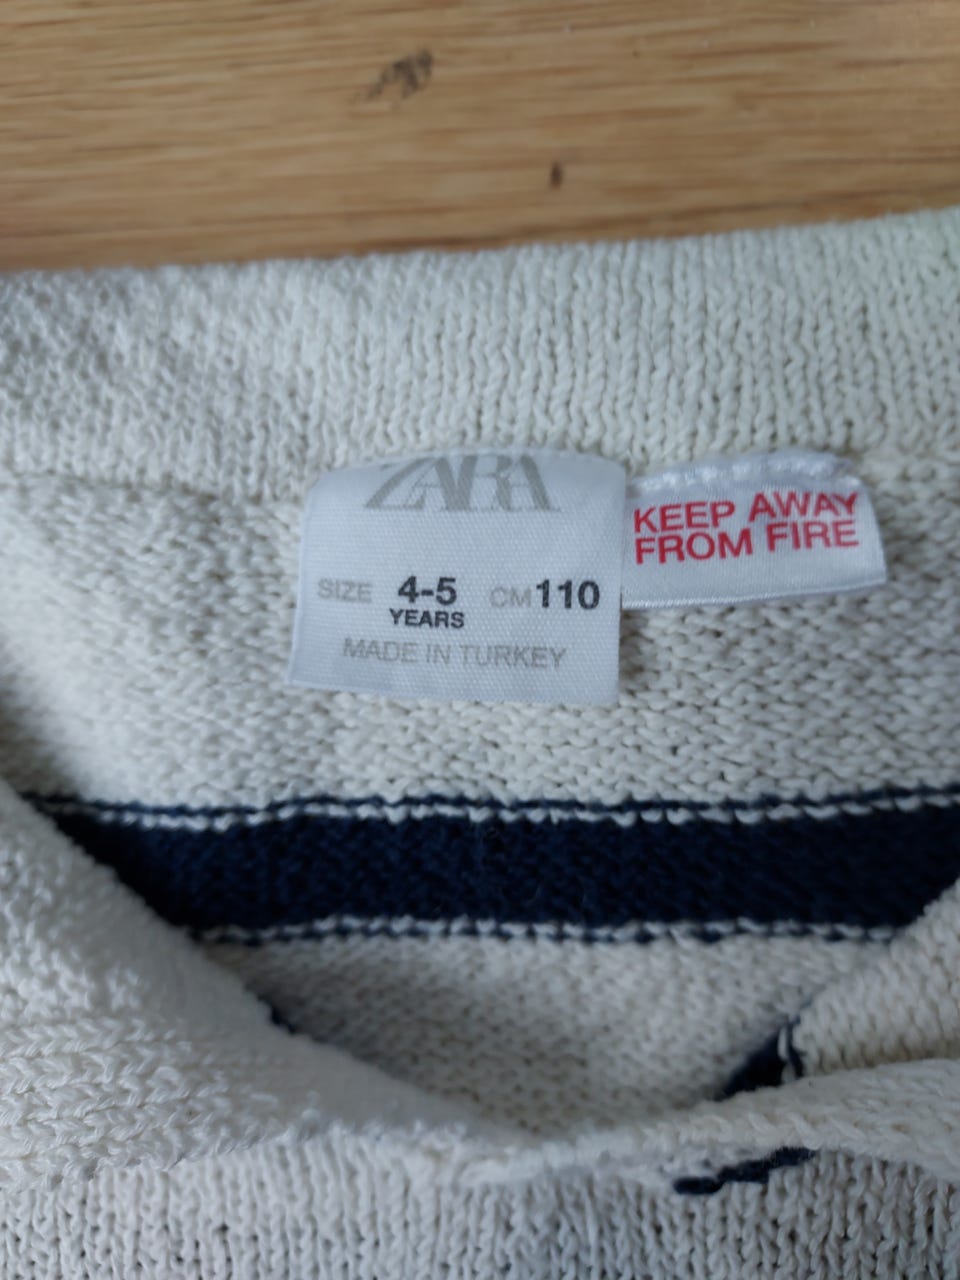 ZARA
SIZE 4-5 CM 110
YEARS
MADE IN TURKEY
KEEP AWAY
FROM FIRE